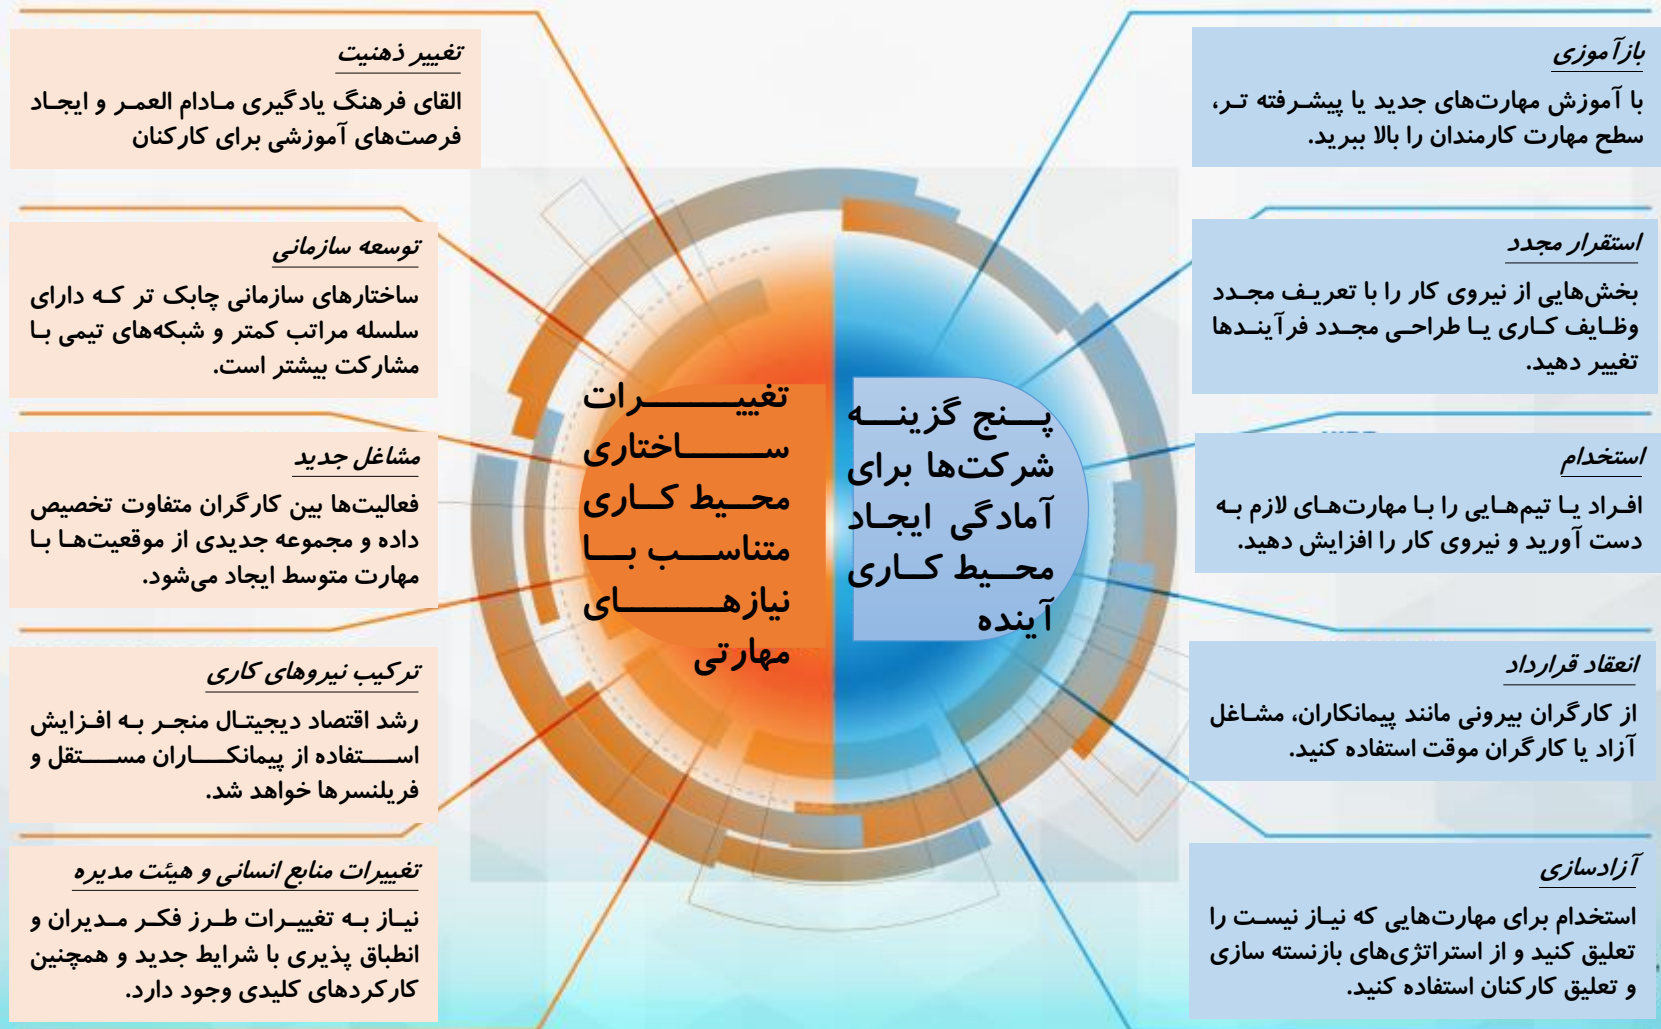 بازآموزی
با آموزش مهارت‌های جدید یا پیشرفته تر،
سطح مهارت کارمندان را بالا ببرید.
استقرار مجدد
بخش‌هایی از نیروی کار را با تعریف مجدد
وظایف کاری یا طراحی مجدد فرآیندها
تغییر دهید.
استخدام
افراد یا تیم‌هایی را با مهارت‌های لازم به
دست آورید و نیروی کار را افزایش دهید.
انعقاد قرارداد
از کارگران بیرونی مانند پیمانکاران، مشاغل
آزاد یا کارگران موقت استفاده کنید.
آزادسازی
استخدام برای مهارت‌هایی که نیاز نیست را
تعلیق کنید و از استراتژی‌های بازنسته سازی
و تعلیق کارکنان استفاده کنید.
پنج گزینه
شرکت‌ها برای
آمادگی ایجاد
محیط کاری
آینده
تغییرات
ساختاری
محیط کاری
متناسب با
نیازهای
مهارتی
تغییر ذهنیت
القای فرهنگ یادگیری مادام العمر و ایجاد
فرصت‌های آموزشی برای کارکنان
توسعه سازمانی
ساختارهای سازمانی چابک تر که دارای
سلسله مراتب کمتر و شبکه‌های تیمی با
مشارکت بیشتر است.
مشاغل جدید
فعالیت‌ها بین کارگران متفاوت تخصیص
داده و مجموعه جدیدی از موقعیت‌ها با
مهارت متوسط ایجاد می‌شود.
ترکیب نیروهای کاری
رشد اقتصاد دیجیتال منجر به افزایش
استفاده از پیمانکاران مستقل و
فریلنسرها خواهد شد.
تغییرات منابع انسانی و هیئت مدیره
نیاز به تغییرات طرز فکر مدیران و
انطباق پذیری با شرایط جدید و همچنین
کارکردهای کلیدی وجود دارد.